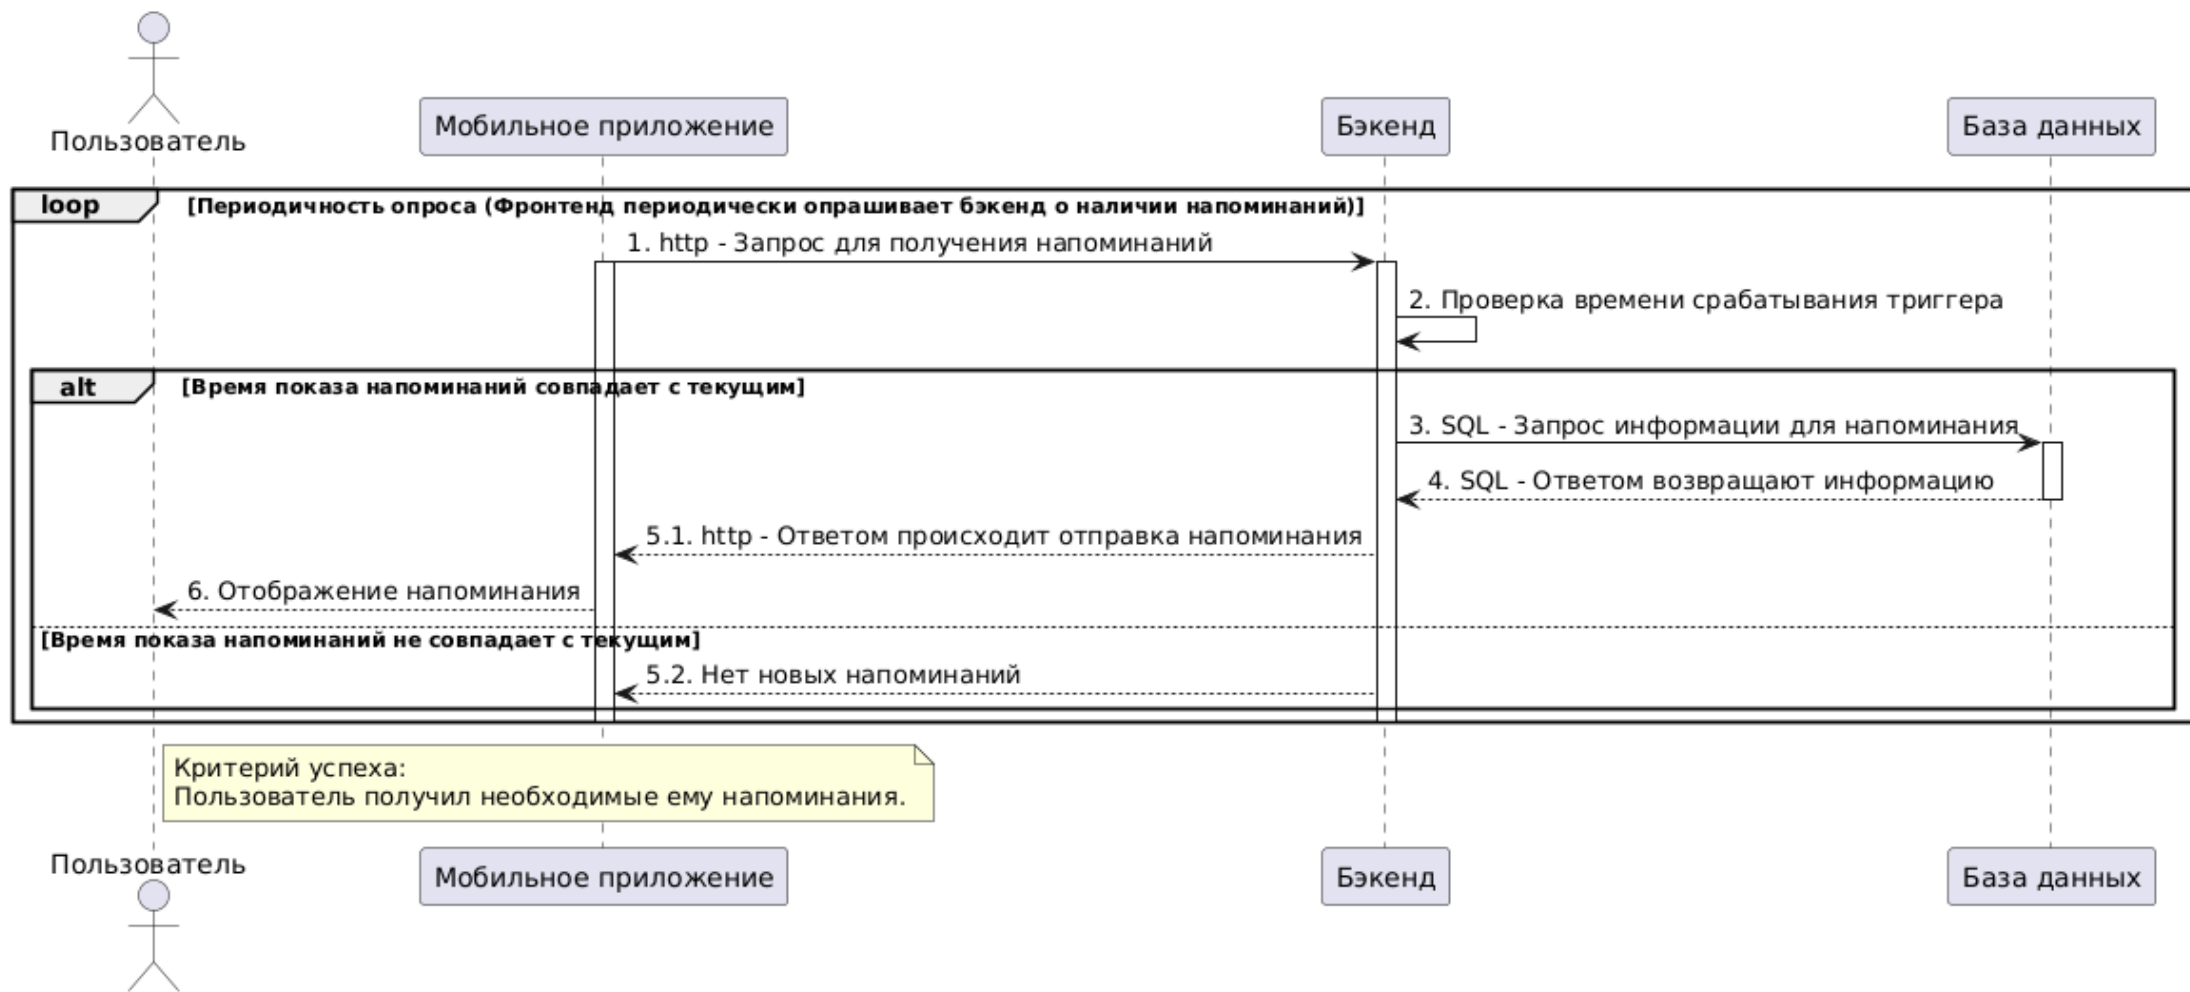 Пользователь
Мобильное приложение
Бэкенд
База данных
loop
[Периодичность опроса (Фронтенд периодически опрашивает бэкенд о наличии напоминаний)]
1. http - Запрос для получения напоминаний
2. Проверка времени срабатывания триггера
alt
[Время показа напоминаний совпадает с текущим]
3. SQL - Запрос информации для напоминания
4. SQL - Ответом возвращают информацию
5.1. http - Ответом происходит отправка напоминания
6. Отображение напоминания
[Время показа напоминаний не совпадает с текущим]
5.2. Нет новых напоминаний
Критерий успеха:
Пользователь получил необходимые ему напоминания.
Пользователь
Мобильное приложение
Бэкенд
База данных